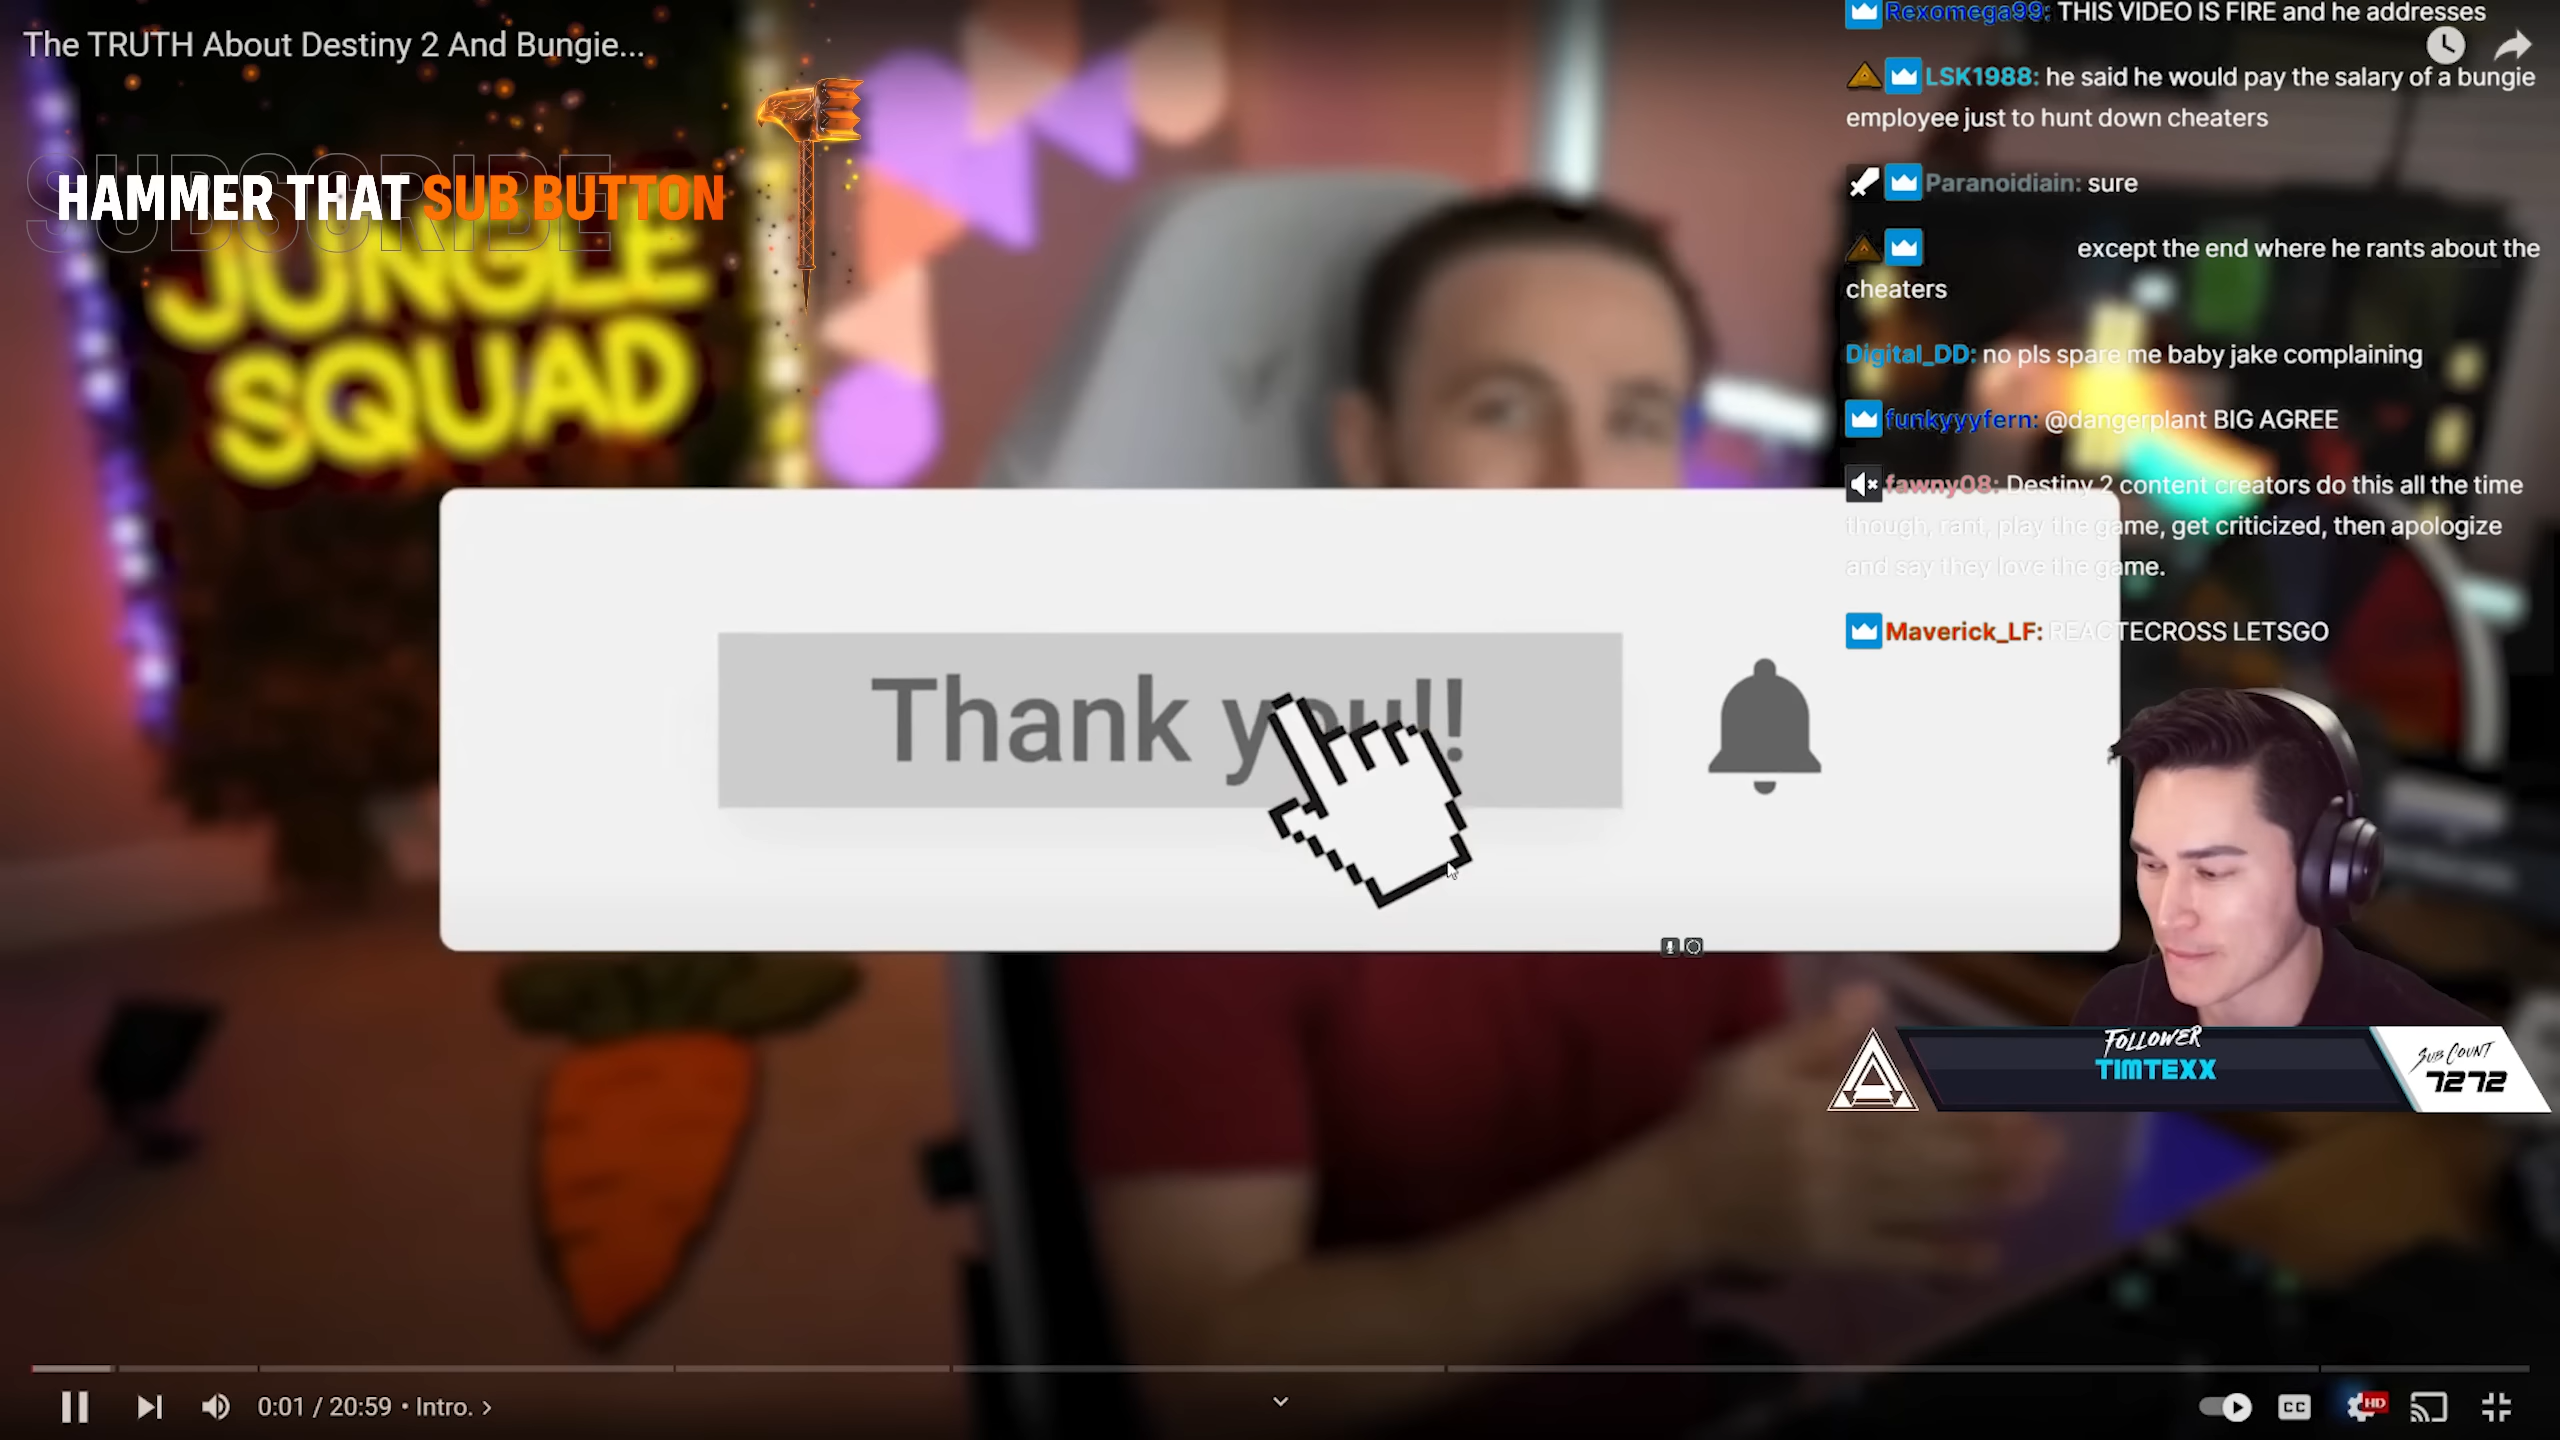 The TRUTH About Destiny 2 And Bungie...
SUBSCRIBE
HAMMER THAT SUB BUTTON
JUNGLE
SQUAD
Thank you!!
Rexomega99: THIS VIDEO IS FIRE and he addresses
LSK1988: he said he would pay the salary of a bungie
employee just to hunt down cheaters
Paranoidiain: sure
except the end where he rants about the
cheaters
Digital_DD: no pls spare me baby jake complaining
funkyyyfern: @dangerplant BIG AGREE
fawny08: Destiny 2 content creators do this all the time
though, rant, play the game, get criticized, then apologize
and say they love the game.
Maverick_LF: REACTECROSS LETSGO
FOLLOWER
TIMTEXX
SUB COUNT
7272
0:01 / 20:59 • Intro. >
CC
HD